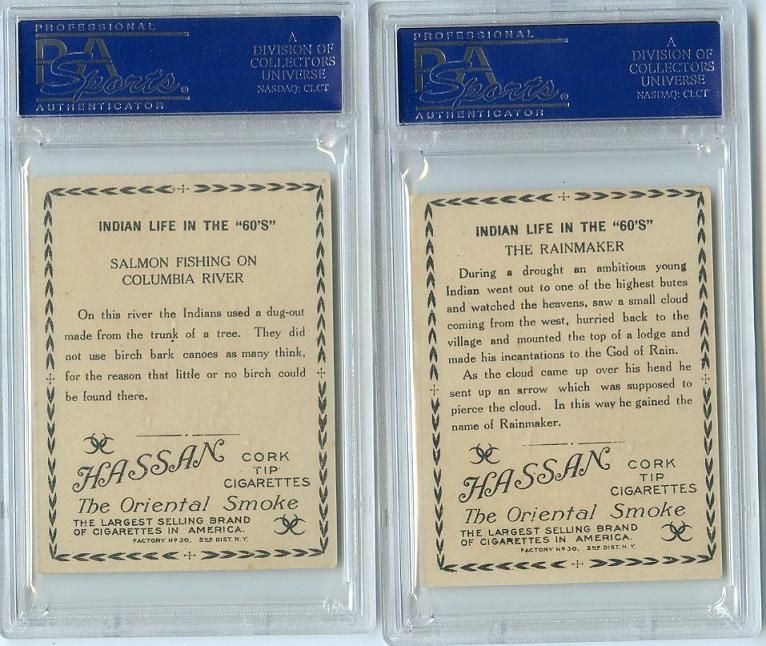 PROFESSIONAL
PSA
Sports
AUTHENTICATOR
A
DIVISION OF
COLLECTORS
UNIVERSE
NASDAQ: CLCT
INDIAN LIFE IN THE "60'S"
SALMON FISHING ON
COLUMBIA RIVER
On this river the Indians used a dug-out
made from the trunk of a tree. They did
not use birch bark canoes as many think,
for the reason that little or no birch could
be found there.
HASSAN
CORK
TIP
CIGARETTES
The Oriental Smoke
THE LARGEST SELLING BRAND
OF CIGARETTES IN AMERICA.
FACTORY Nº 30, 2ND DIST. N.Y.
PROFESSIONAL
PSA
Sports
AUTHENTICATOR
A
DIVISION OF
COLLECTORS
UNIVERSE
NASDAQ: CLCT
INDIAN LIFE IN THE "60'S"
THE RAINMAKER
During a drought an ambitious young
Indian went out to one of the highest butes
and watched the heavens, saw a small cloud
coming from the west, hurried back to the
village and mounted the top of a lodge and
made his incantations to the God of Rain.
As the cloud came up over his head he
sent up an arrow which was supposed to
pierce the cloud. In this way he gained the
name of Rainmaker.
HASSAN
CORK
TIP
CIGARETTES
The Oriental Smoke
THE LARGEST SELLING BRAND
OF CIGARETTES IN AMERICA.
FACTORY Nº 30, 2ND DIST. N.Y.